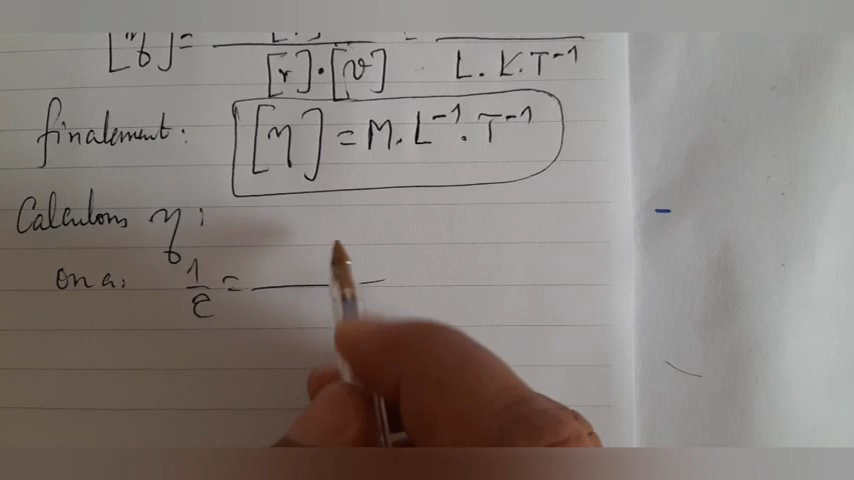 [η] = ―――― = ――――
[r]·[v] L.L.T⁻¹
finalement: [η] = M.L⁻¹.T⁻¹
Calculons η:
on a: 1/τ = ――――